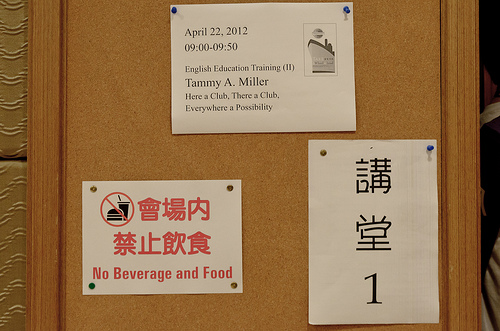 April 22, 2012
09:00-09:50
English Education Training (II)
Tammy A. Miller
Here a Club, There a Club,
Everywhere a Possibility
會場內
禁止飲食
No Beverage and Food
講
堂
1